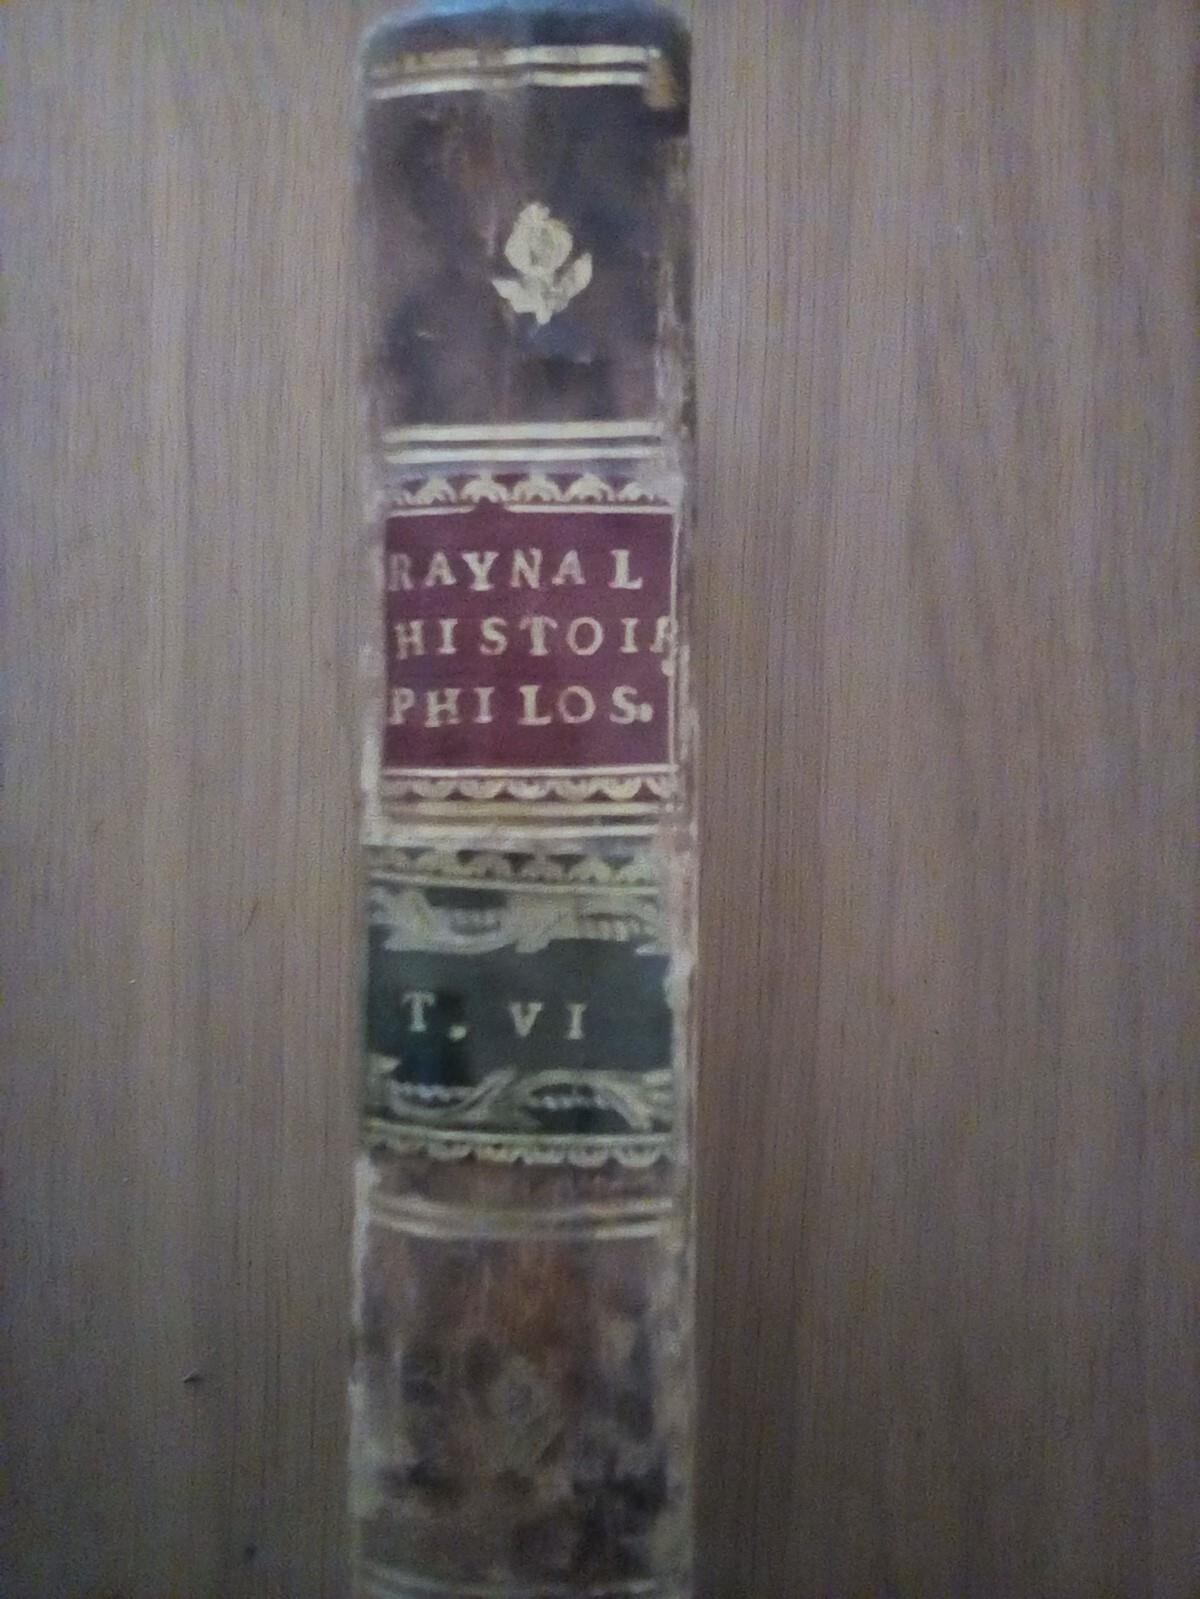 RAYNAL
HISTOIR
PHILOS.
T. VI